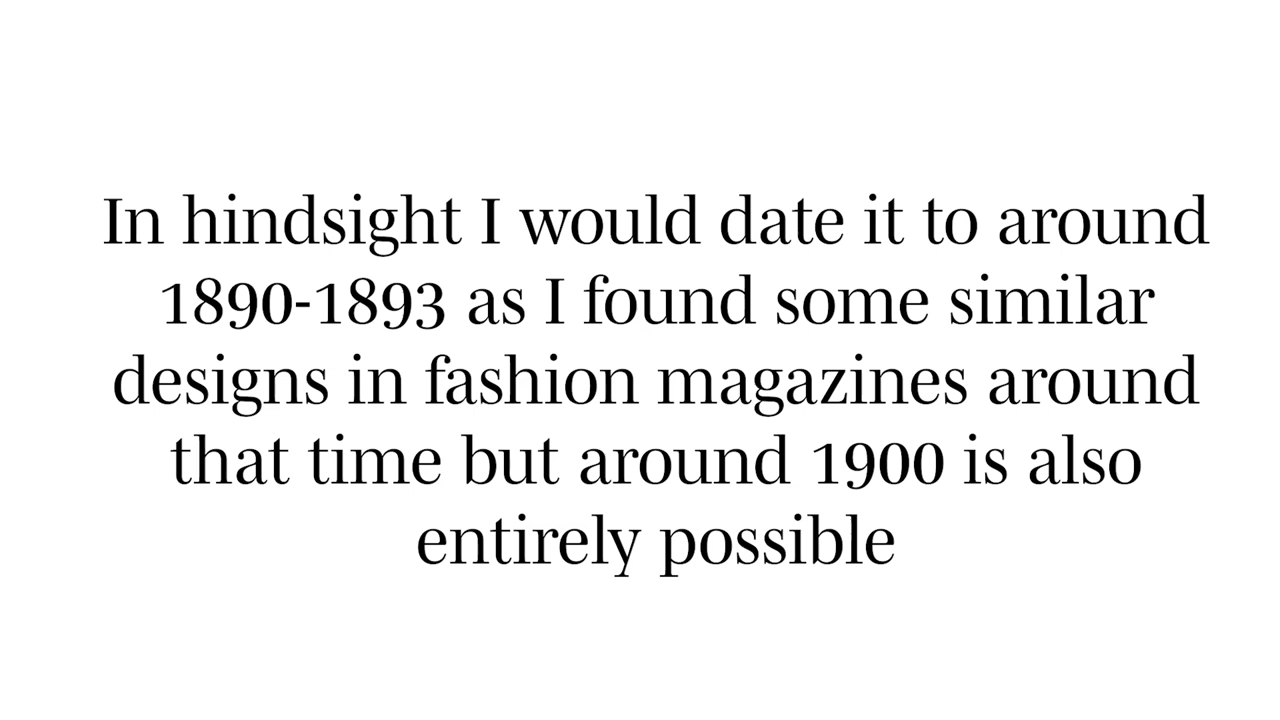 In hindsight I would date it to around
1890-1893 as I found some similar
designs in fashion magazines around
that time but around 1900 is also
entirely possible